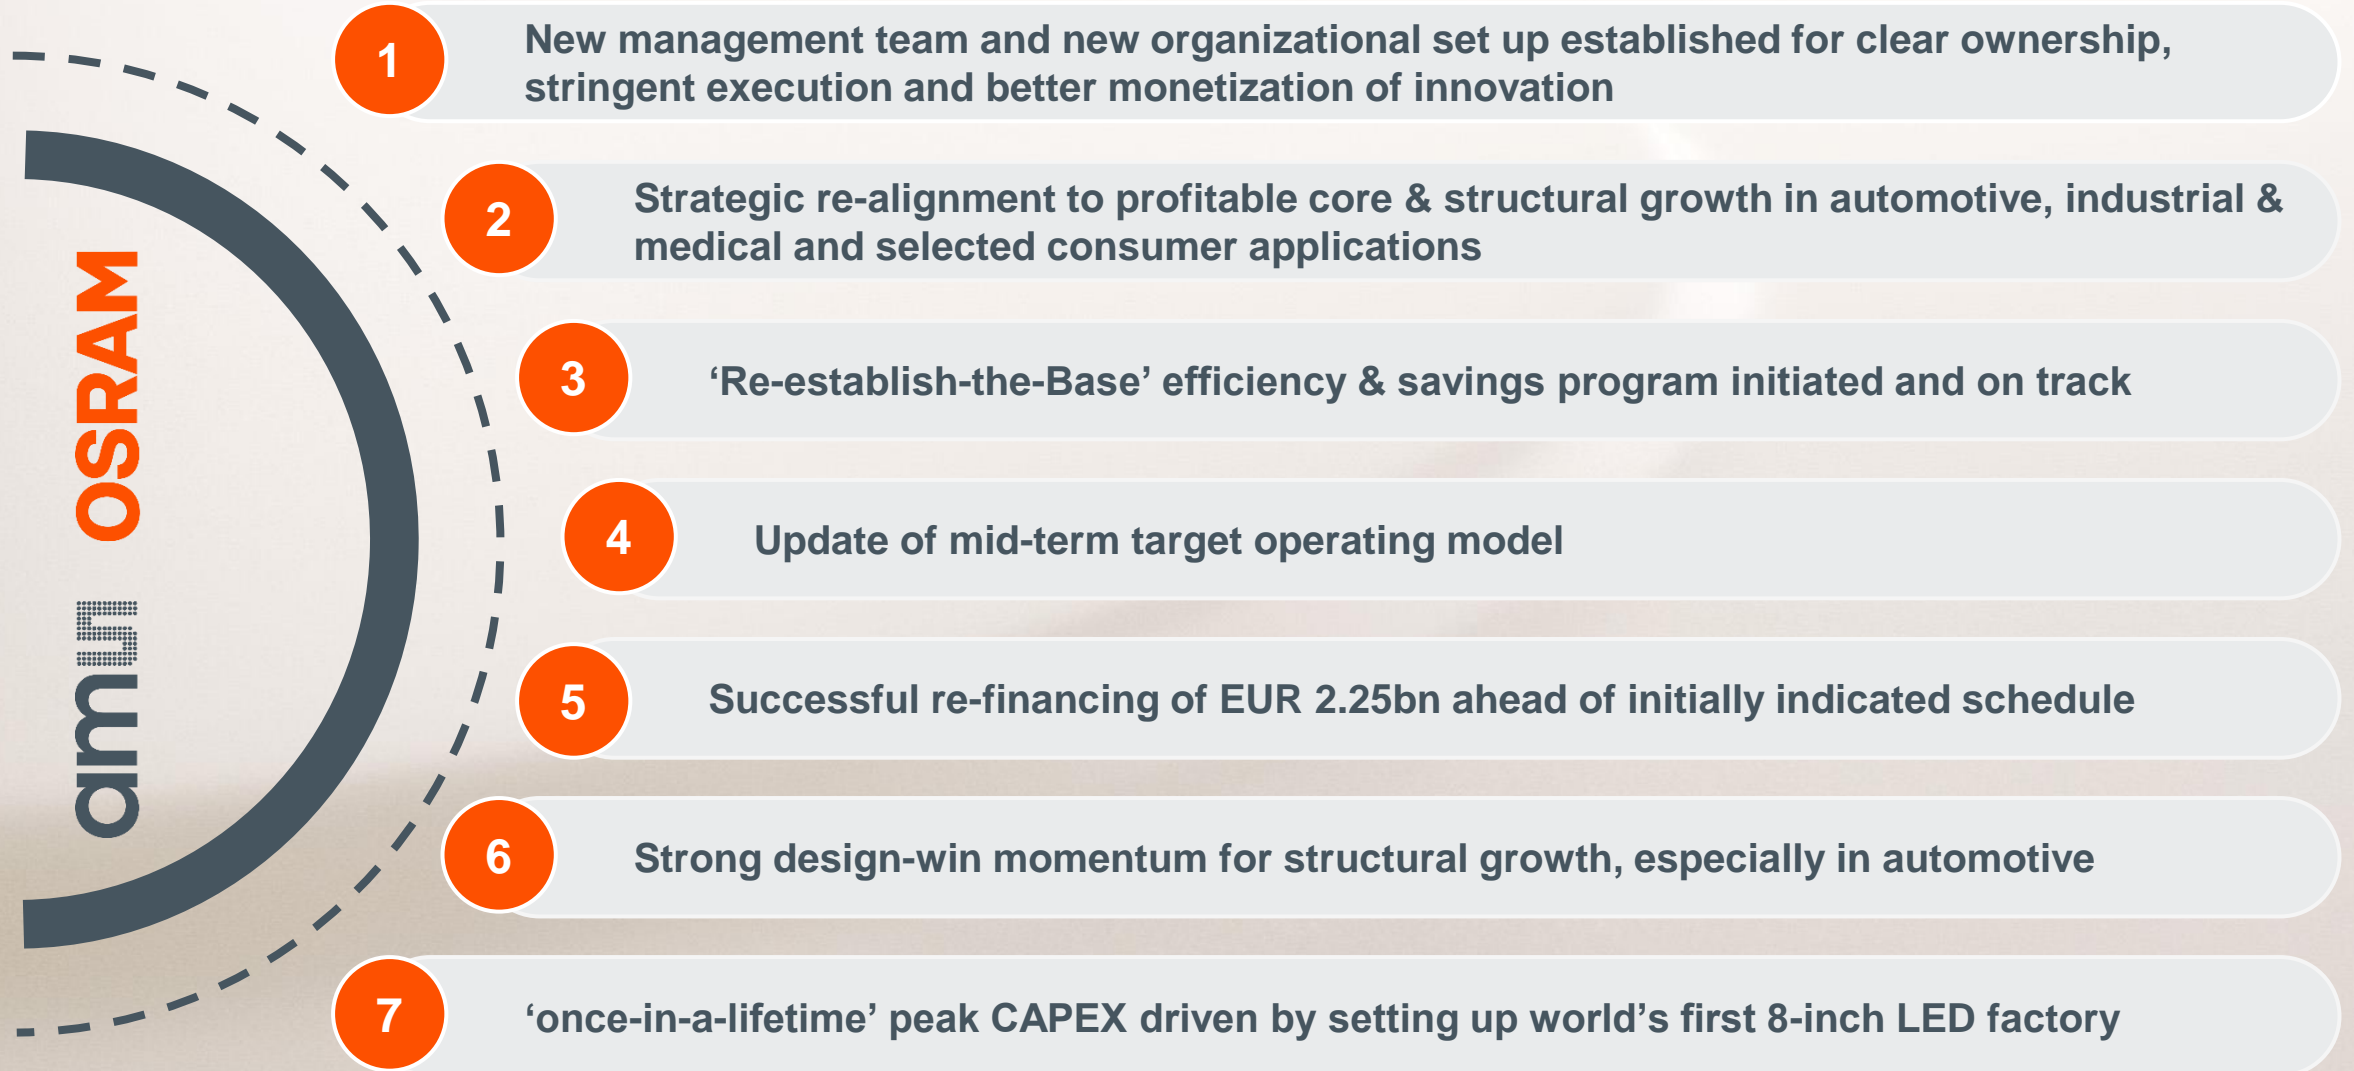 1
New management team and new organizational set up established for clear ownership,
stringent execution and better monetization of innovation
2
Strategic re-alignment to profitable core & structural growth in automotive, industrial &
medical and selected consumer applications
3
‘Re-establish-the-Base’ efficiency & savings program initiated and on track
4
Update of mid-term target operating model
5
Successful re-financing of EUR 2.25bn ahead of initially indicated schedule
6
Strong design-win momentum for structural growth, especially in automotive
7
‘once-in-a-lifetime’ peak CAPEX driven by setting up world’s first 8-inch LED factory
amu OSRAM